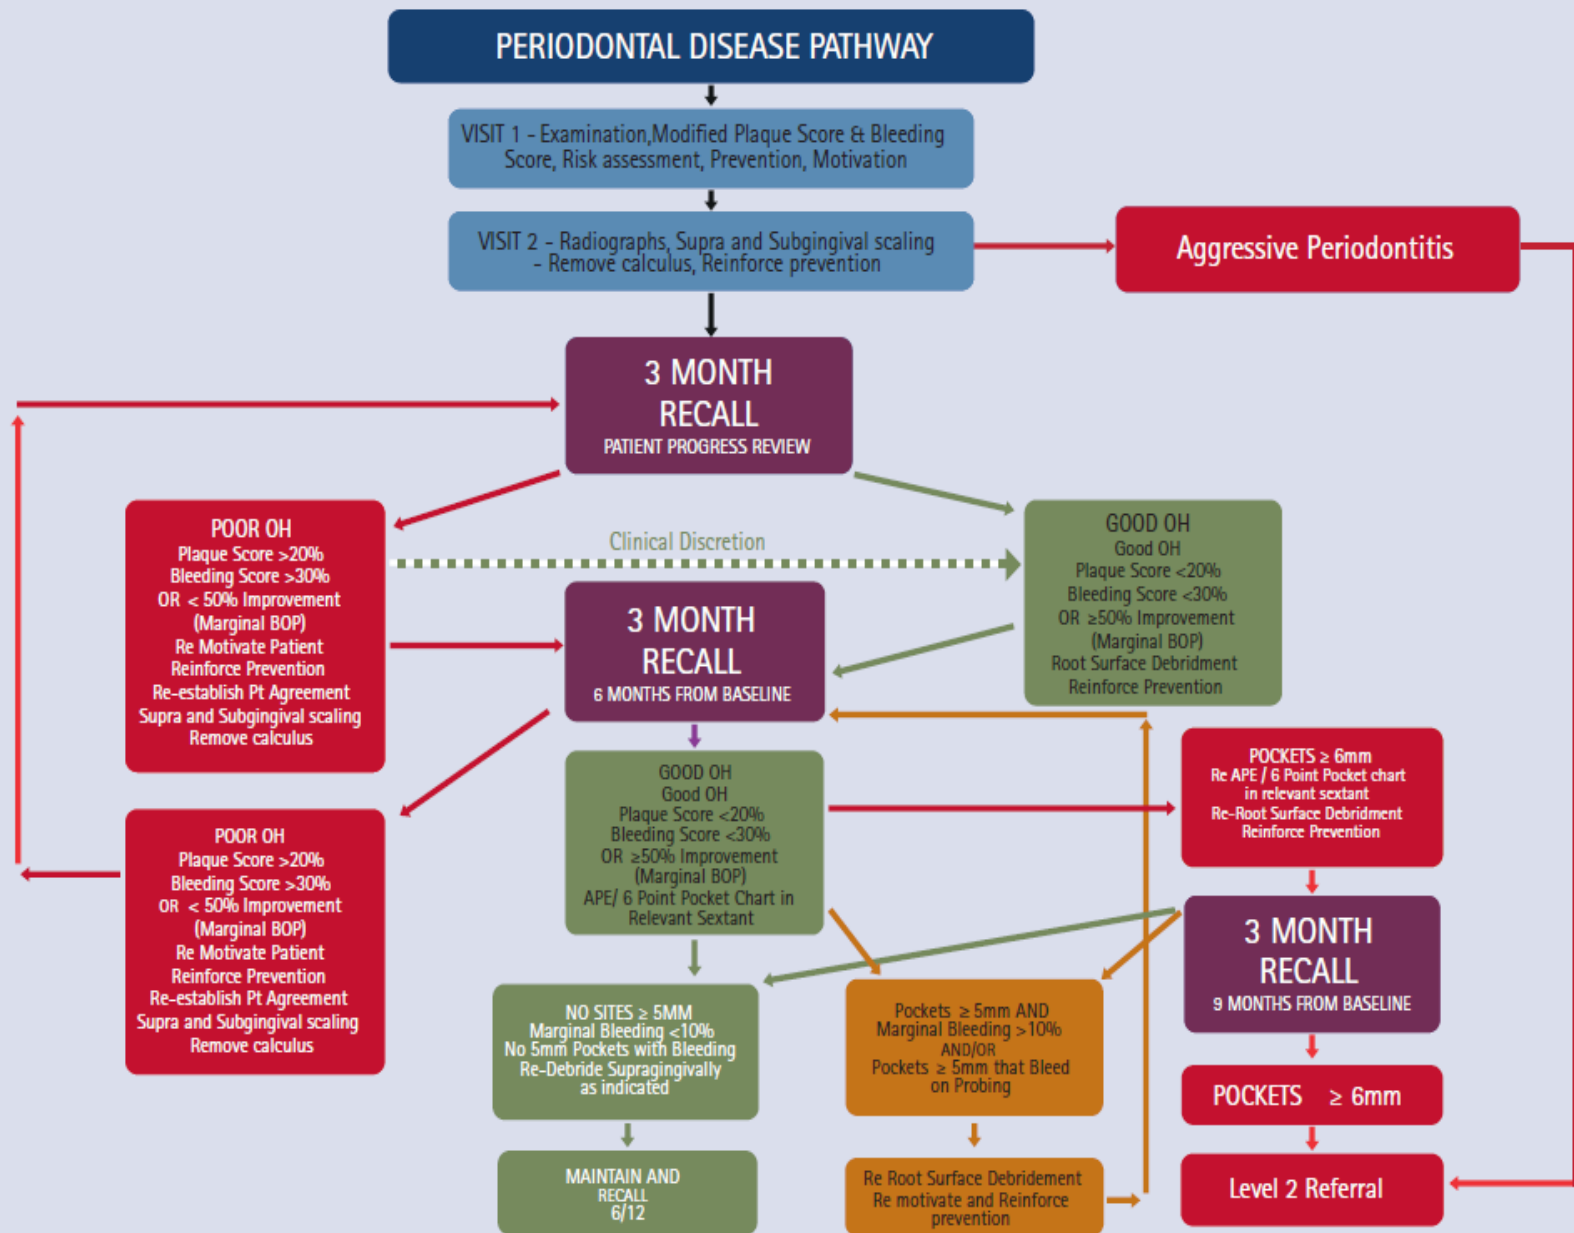 PERIODONTAL DISEASE PATHWAY
VISIT 1 - Examination,Modified Plaque Score & Bleeding
Score, Risk assessment, Prevention, Motivation
VISIT 2 - Radiographs, Supra and Subgingival scaling
- Remove calculus, Reinforce prevention
Aggressive Periodontitis
3 MONTH
RECALL
PATIENT PROGRESS REVIEW
POOR OH
Plaque Score >20%
Bleeding Score >30%
OR < 50% Improvement
(Marginal BOP)
Re Motivate Patient
Reinforce Prevention
Re-establish Pt Agreement
Supra and Subgingival scaling
Remove calculus
Clinical Discretion
GOOD OH
Good OH
Plaque Score <20%
Bleeding Score <30%
OR ≥50% Improvement
(Marginal BOP)
Root Surface Debridment
Reinforce Prevention
3 MONTH
RECALL
6 MONTHS FROM BASELINE
POOR OH
Plaque Score >20%
Bleeding Score >30%
OR < 50% Improvement
(Marginal BOP)
Re Motivate Patient
Reinforce Prevention
Re-establish Pt Agreement
Supra and Subgingival scaling
Remove calculus
GOOD OH
Good OH
Plaque Score <20%
Bleeding Score <30%
OR ≥50% Improvement
(Marginal BOP)
APE/ 6 Point Pocket Chart in
Relevant Sextant
POCKETS ≥ 6mm
Re APE / 6 Point Pocket chart
in relevant sextant
Re-Root Surface Debridment
Reinforce Prevention
3 MONTH
RECALL
9 MONTHS FROM BASELINE
NO SITES ≥ 5MM
Marginal Bleeding <10%
No 5mm Pockets with Bleeding
Re-Debride Supragingivally
as indicated
Pockets ≥ 5mm AND
Marginal Bleeding >10%
AND/OR
Pockets ≥ 5mm that Bleed
on Probing
POCKETS ≥ 6mm
MAINTAIN AND
RECALL
6/12
Re Root Surface Debridement
Re motivate and Reinforce
prevention
Level 2 Referral